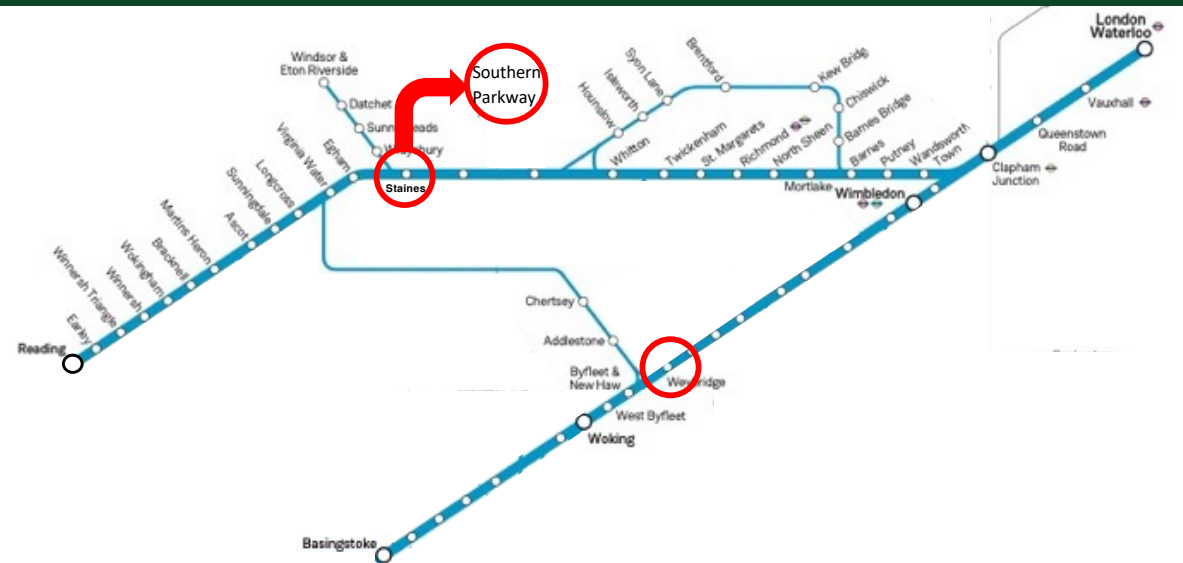 London
Waterloo
Vauxhall
Queenstown
Road
Clapham
Junction
Windsor &
Eton Riverside
Datchet
Southern
Parkway
Staines
Egham
Virginia Water
Longcross
Sunningdale
Ascot
Martins Heron
Bracknell
Wokingham
Winnersh
Winnersh Triangle
Earley
Reading
Hounslow
Isleworth
Syon Lane
Brentford
Kew Bridg
Chiswick
Barnes Bridge
Whitton
Twickenham
St. Margarets
Richmond
North Sheen
Mortlake
Barnes
Putney
Wandsworth
Town
Wimbledon
Chertsey
Addlestone
Byfleet &
New Haw
Weybridge
West Byfleet
Woking
Basingstoke